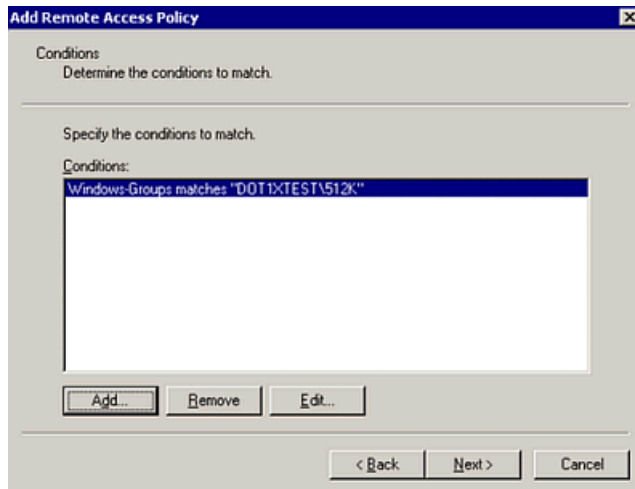 Add Remote Access Policy
Conditions
Determine the conditions to match.
Specify the conditions to match.
Conditions:
Windows-Groups matches "DOT1XTEST\512K"
Add...
Remove
Edit...
< Back
Next >
Cancel